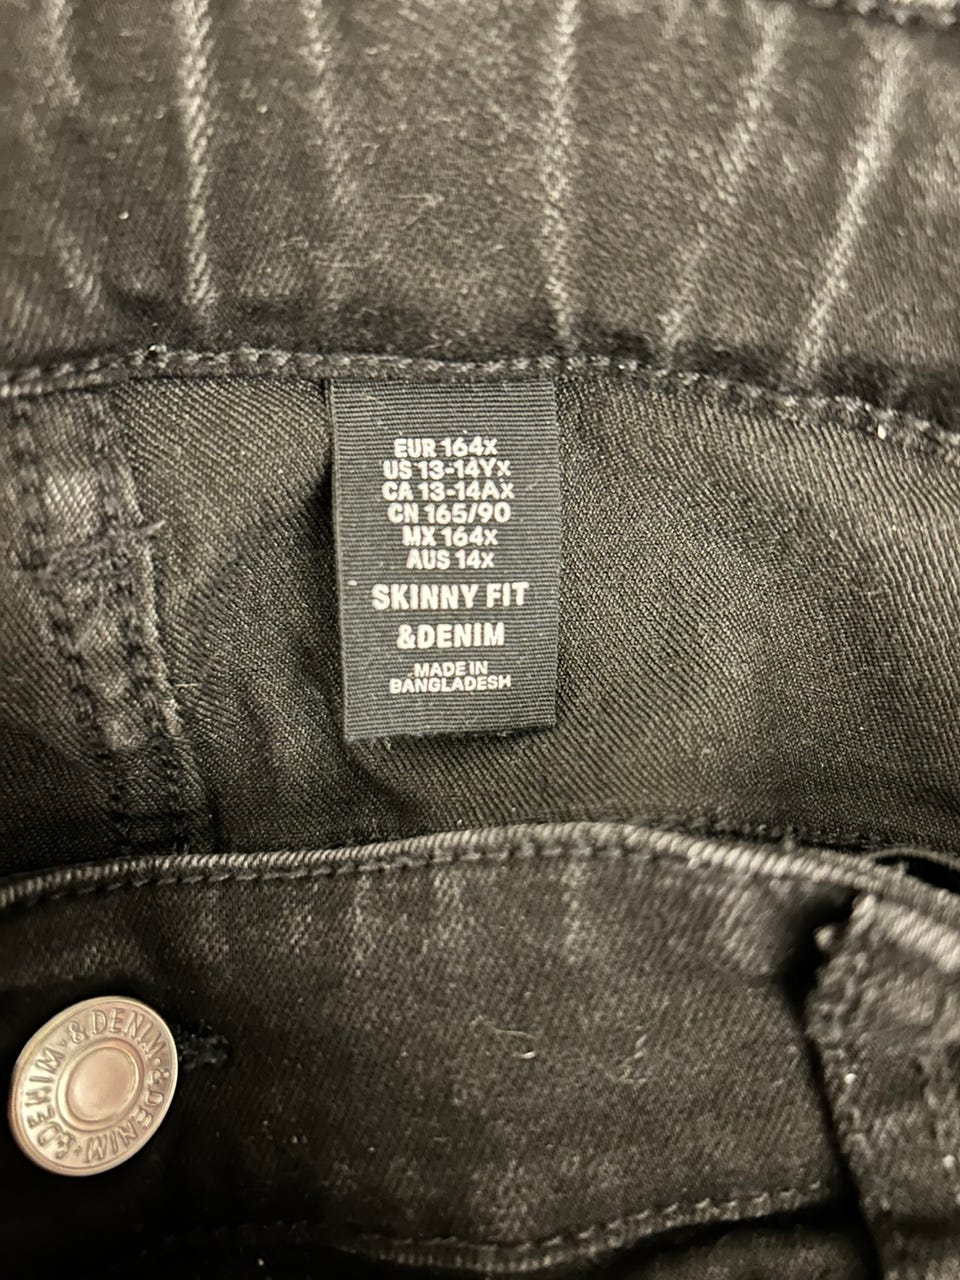 EUR 164X
US 13-14YX
CA 13-14AX
CN 165/90
MX 164X
AUS 14X
SKINNY FIT
&DENIM
MADE IN
BANGLADESH
&DENIM·&DENIM·&DENIM·